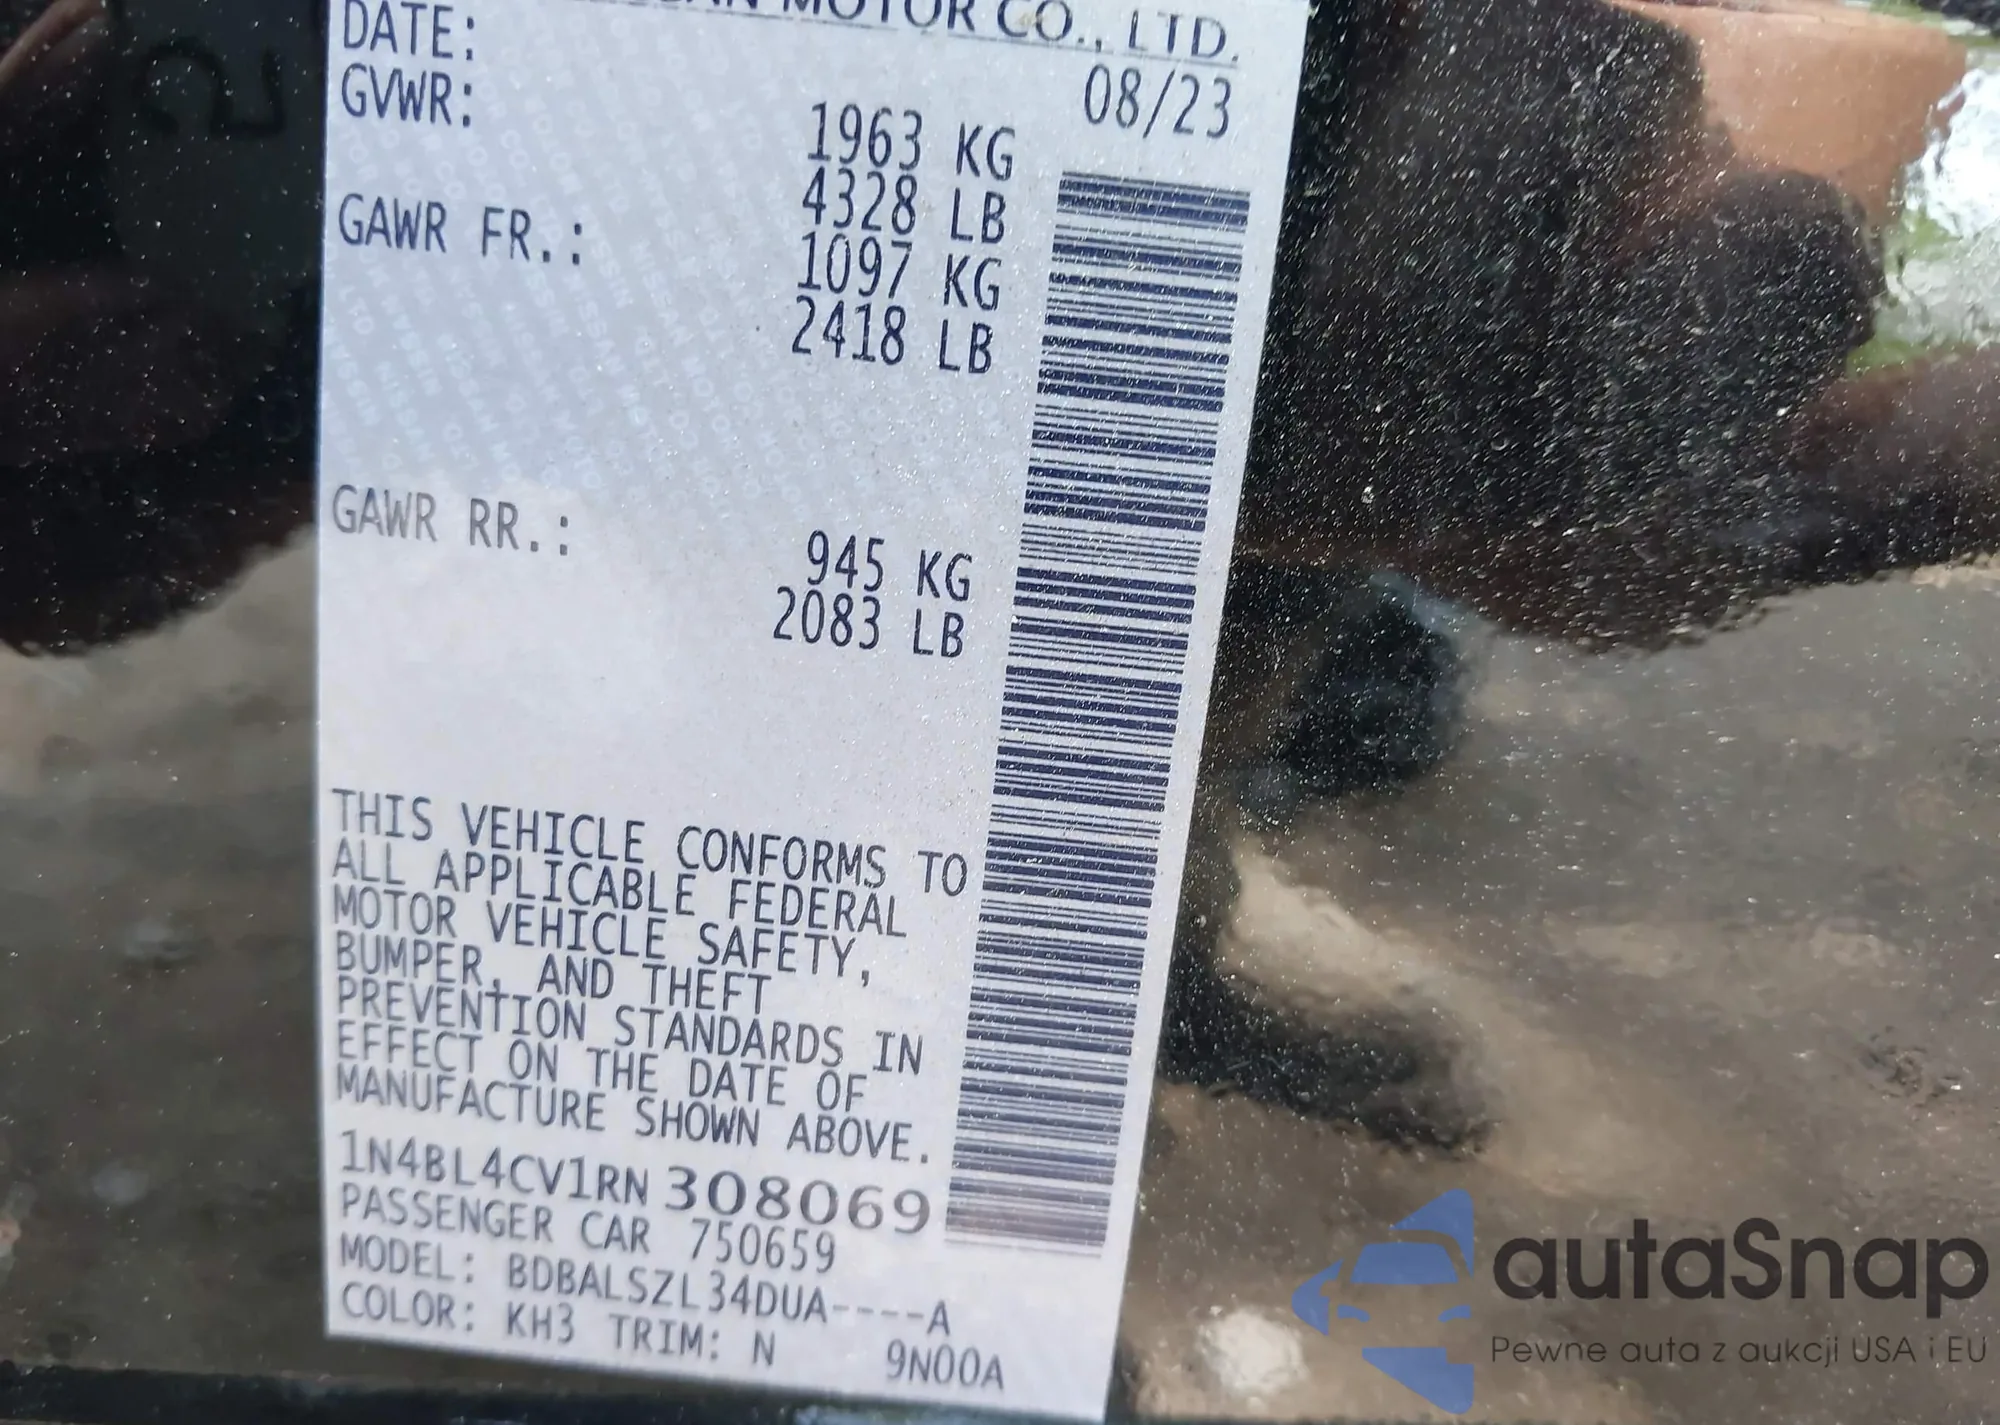 MOTOR CO., LTD.
DATE:
08/23
GVWR:
1963 KG
4328 LB
GAWR FR.:
1097 KG
2418 LB
GAWR RR.:
945 KG
2083 LB
THIS VEHICLE CONFORMS TO
ALL APPLICABLE FEDERAL
MOTOR VEHICLE SAFETY,
BUMPER, AND THEFT
PREVENTION STANDARDS IN
EFFECT ON THE DATE OF
MANUFACTURE SHOWN ABOVE.
1N4BL4CV1RN308069
PASSENGER CAR 750659
MODEL: BDBALSZL34DUA----A
COLOR: KH3 TRIM: N 9N00A
autaSnap
Pewne auta z aukcji USA i EU